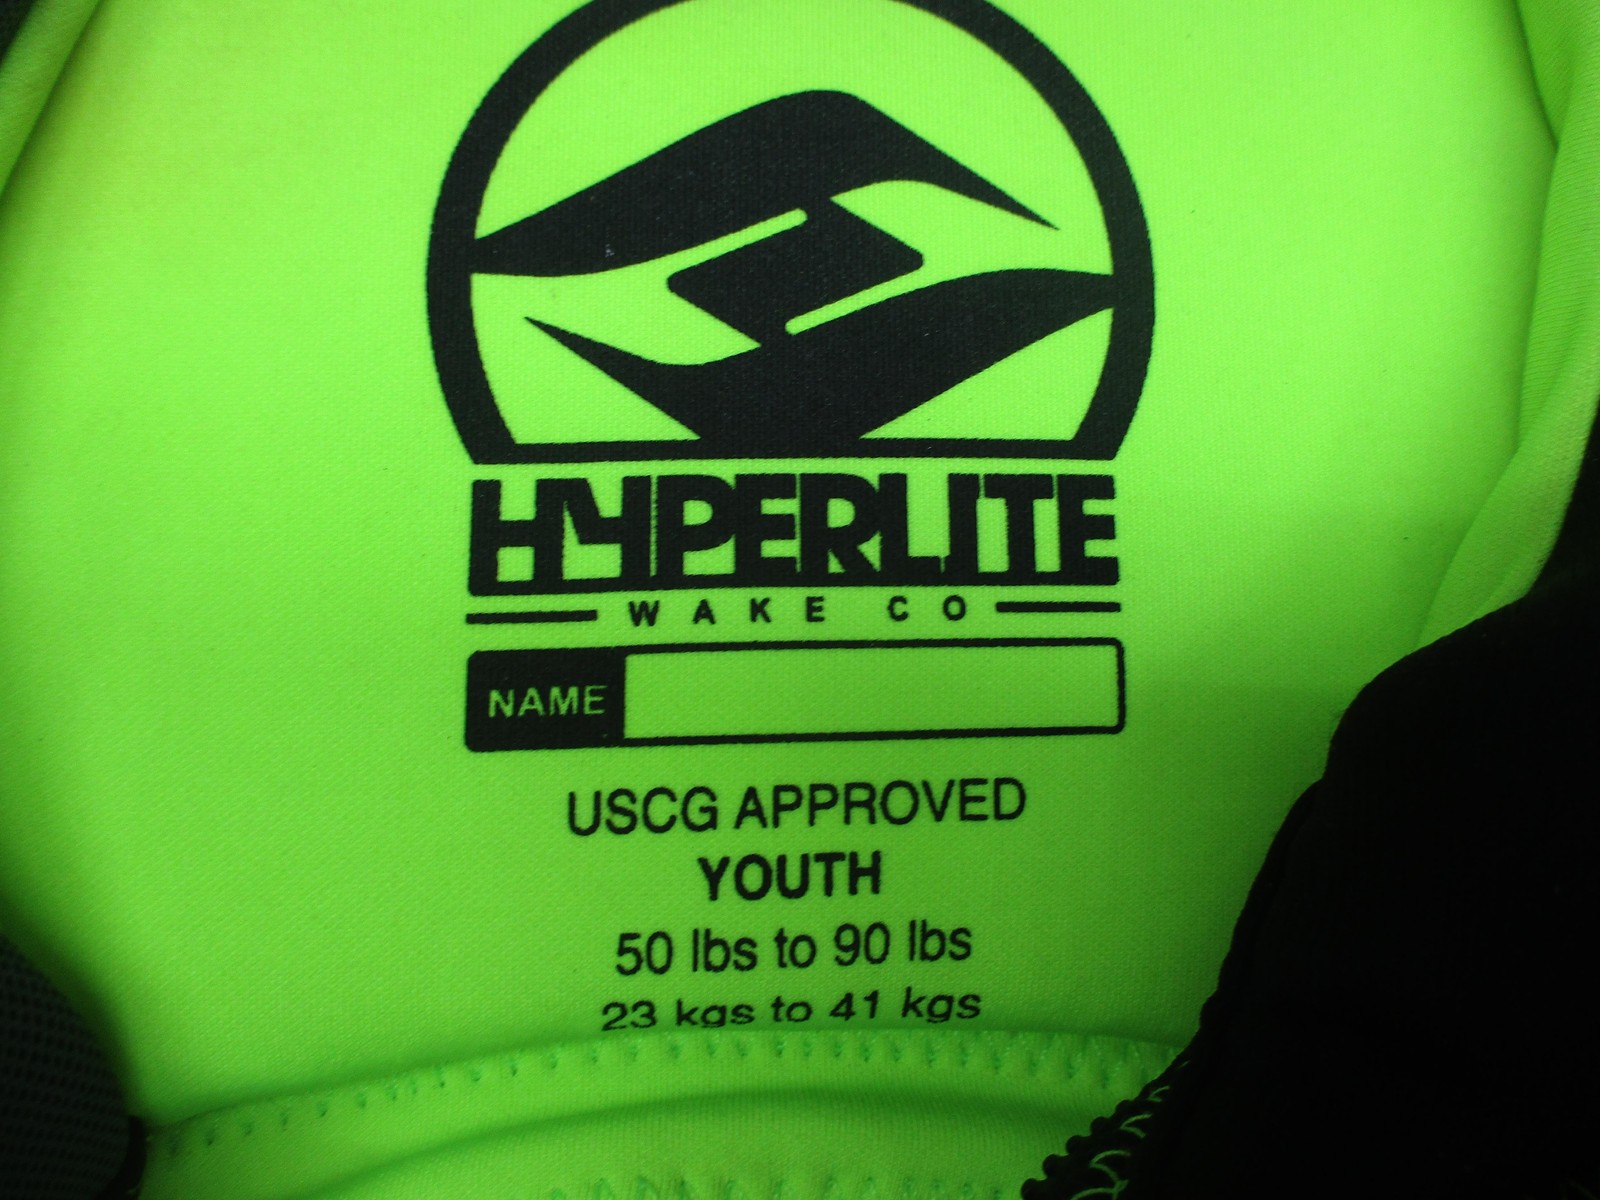 HYPERLITE
WAKE CO
NAME
USCG APPROVED
YOUTH
50 lbs to 90 lbs
23 kgs to 41 kgs